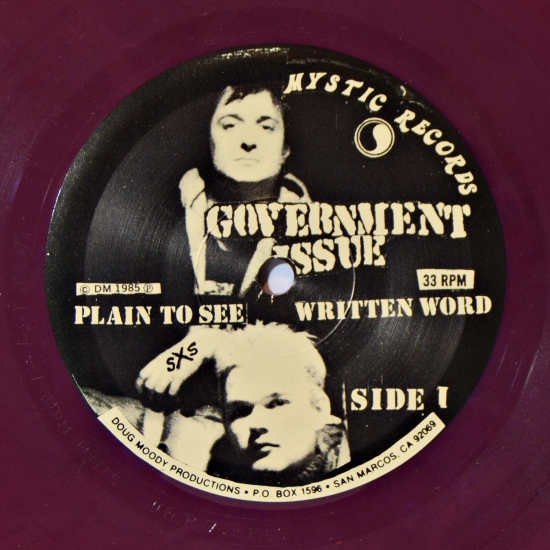 MYSTIC RECORDS
GOVERNMENT
ISSUE
© DM 1985 ℗
33 RPM
PLAIN TO SEE
WRITTEN WORD
SXS
SIDE 1
DOUG MOODY PRODUCTIONS • P.O. BOX 1596 • SAN MARCOS, CA 92069